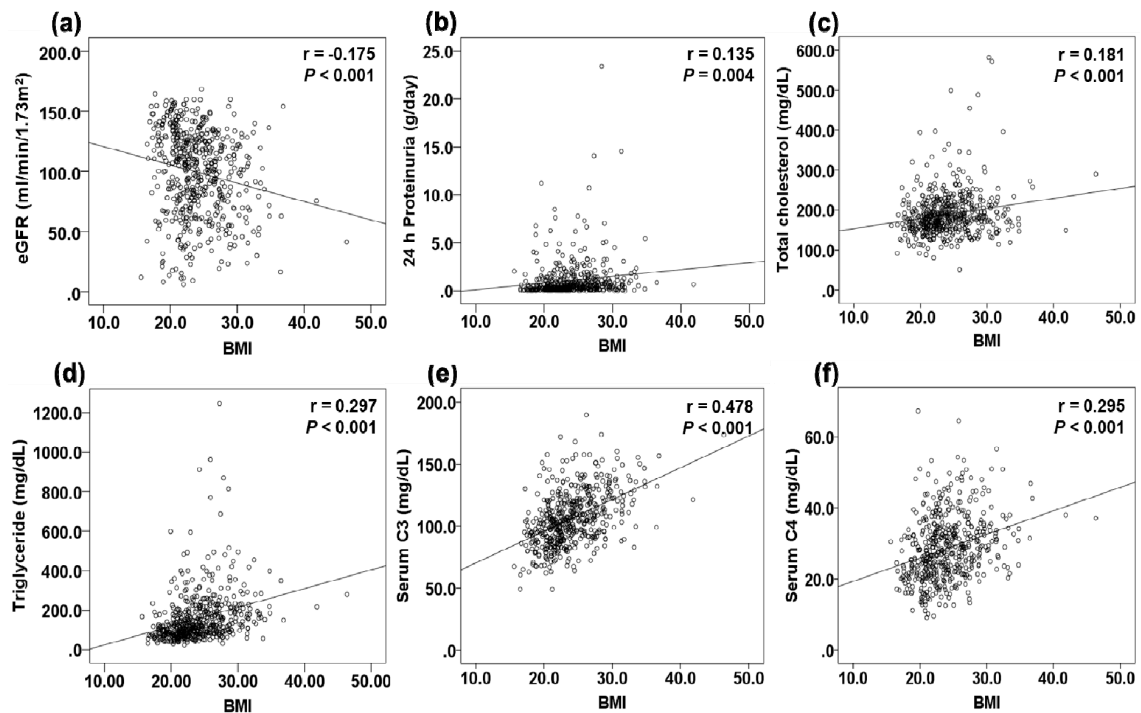 (a)
r = -0.175
P < 0.001
eGFR (ml/min/1.73m²)
200.0
150.0
100.0
50.0
.0
10.0 20.0 30.0 40.0 50.0
BMI
(b)
r = 0.135
P = 0.004
24 h Proteinuria (g/day)
25.0
20.0
15.0
10.0
5.0
.0
10.0 20.0 30.0 40.0 50.0
BMI
(c)
r = 0.181
P < 0.001
Total cholesterol (mg/dL)
600.0
500.0
400.0
300.0
200.0
100.0
.0
10.0 20.0 30.0 40.0 50.0
BMI
(d)
r = 0.297
P < 0.001
Triglyceride (mg/dL)
1200.0
1000.0
800.0
600.0
400.0
200.0
.0
10.00 20.00 30.00 40.00 50.00
BMI
(e)
r = 0.478
P < 0.001
Serum C3 (mg/dL)
200.0
150.0
100.0
50.0
.0
10.0 20.0 30.0 40.0 50.0
BMI
(f)
r = 0.295
P < 0.001
Serum C4 (mg/dL)
60.0
40.0
20.0
.0
10.0 20.0 30.0 40.0 50.0
BMI